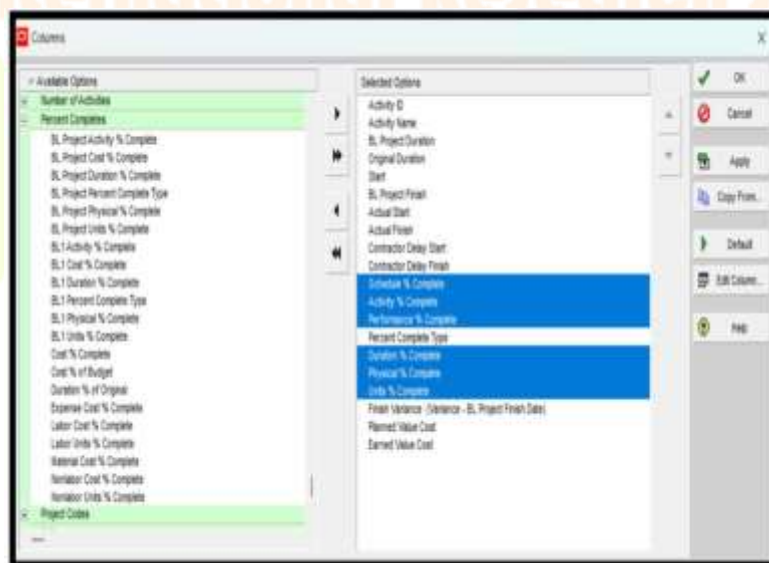 Columns
Available Options
Number of Activities
Percent Completes
BL Project Activity % Complete
BL Project Cost % Complete
BL Project Duration % Complete
BL Project Percent Complete Type
BL Project Physical % Complete
BL Project Units % Complete
BL1 Activity % Complete
BL1 Cost % Complete
BL1 Duration % Complete
BL1 Percent Complete Type
BL1 Physical % Complete
BL1 Units % Complete
Cost % Complete
Cost % of Budget
Duration % of Original
Expense Cost % Complete
Labor Cost % Complete
Labor Units % Complete
Material Cost % Complete
Nonlabor Cost % Complete
Nonlabor Units % Complete
Project Codes
Selected Options
Activity ID
Activity Name
BL Project Duration
Original Duration
Start
BL Project Finish
Actual Start
Actual Finish
Contractor Delay Start
Contractor Delay Finish
Schedule % Complete
Activity % Complete
Performance % Complete
Percent Complete Type
Duration % Complete
Physical % Complete
Units % Complete
Finish Variance (Variance - BL Project Finish Date)
Planned Value Cost
Earned Value Cost
OK
Cancel
Apply
Copy From...
Default
Edit Column...
Help